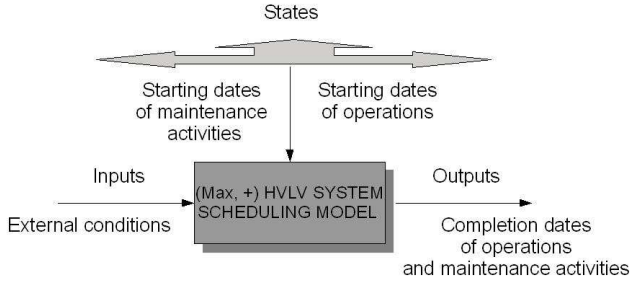 States
Starting dates
of maintenance
activities
Starting dates
of operations
Inputs
External conditions
(Max, +) HVLV SYSTEM
SCHEDULING MODEL
Outputs
Completion dates
of operations
and maintenance activities